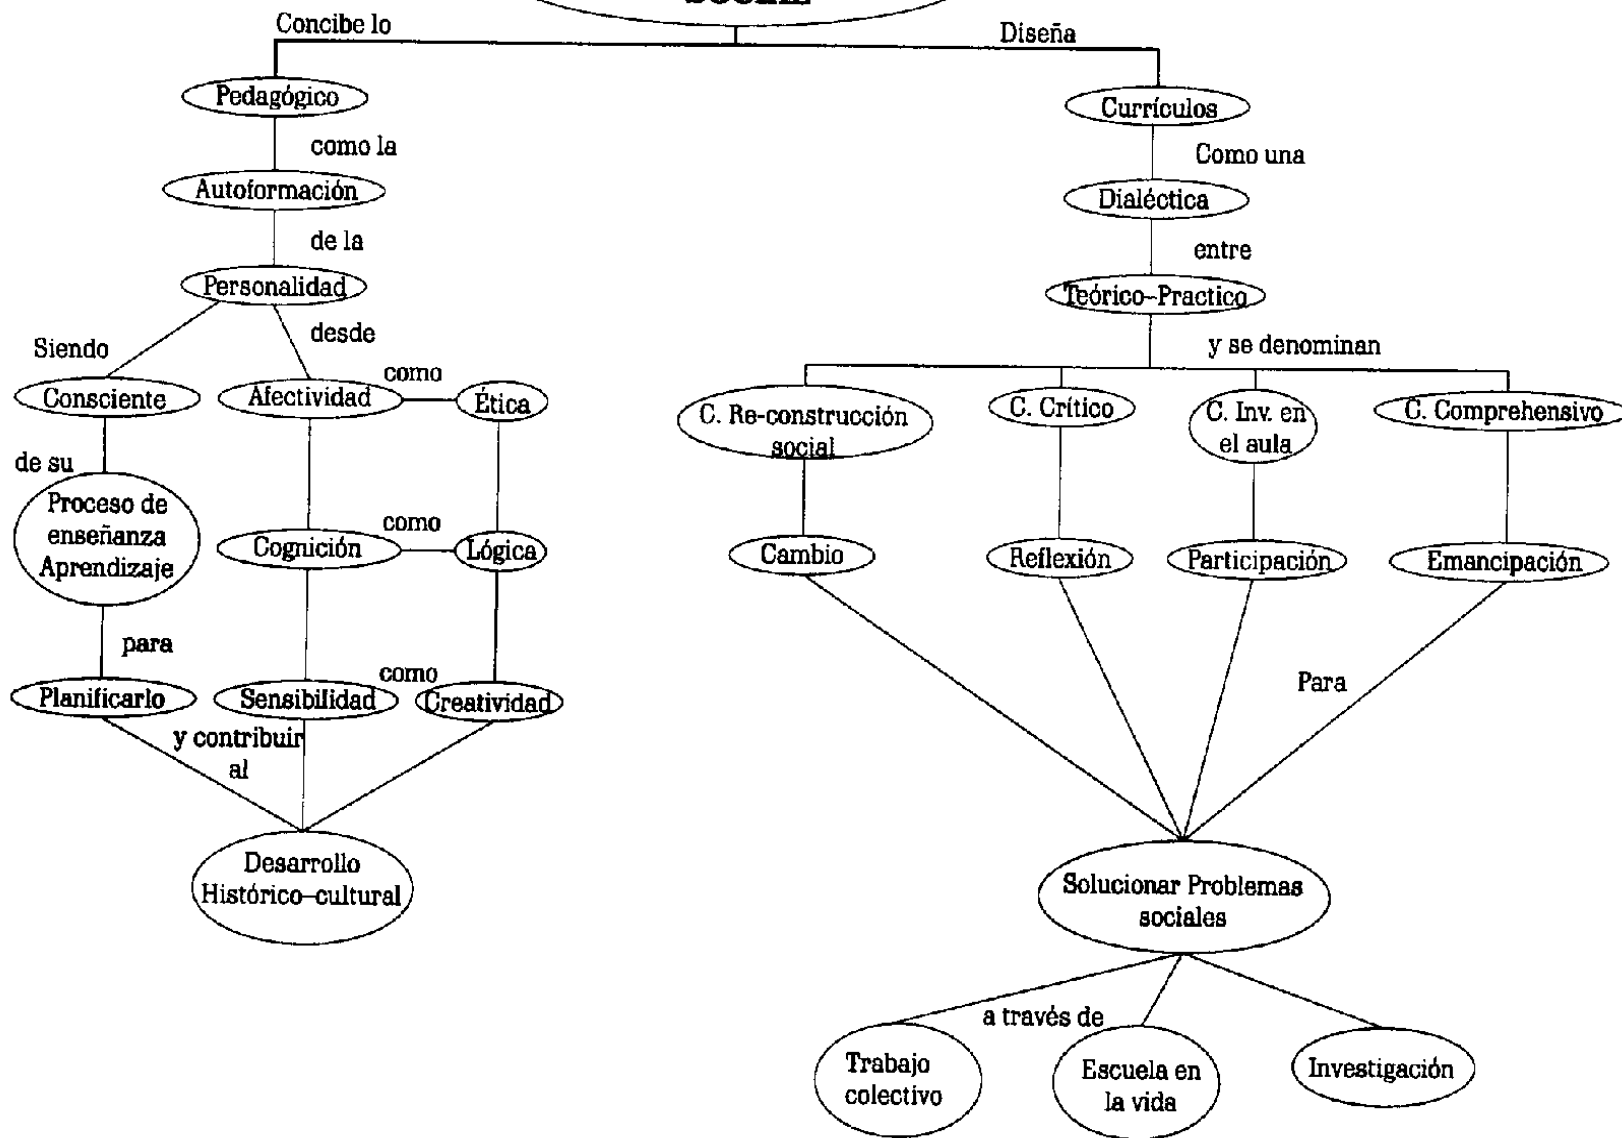 Concibe lo
Diseña
Pedagógico
como la
Autoformación
de la
Personalidad
Siendo
desde
Consciente
Afectividad
como
Ética
de su
Proceso de
enseñanza
Aprendizaje
Cognición
como
Lógica
para
Planificarlo
Sensibilidad
como
Creatividad
y contribuir
al
Desarrollo
Histórico-cultural
Currículos
Como una
Dialéctica
entre
Teórico-Practico
y se denominan
C. Re-construcción
social
C. Crítico
C. Inv. en
el aula
C. Comprehensivo
Cambio
Reflexión
Participación
Emancipación
Para
Solucionar Problemas
sociales
a través de
Trabajo
colectivo
Escuela en
la vida
Investigación